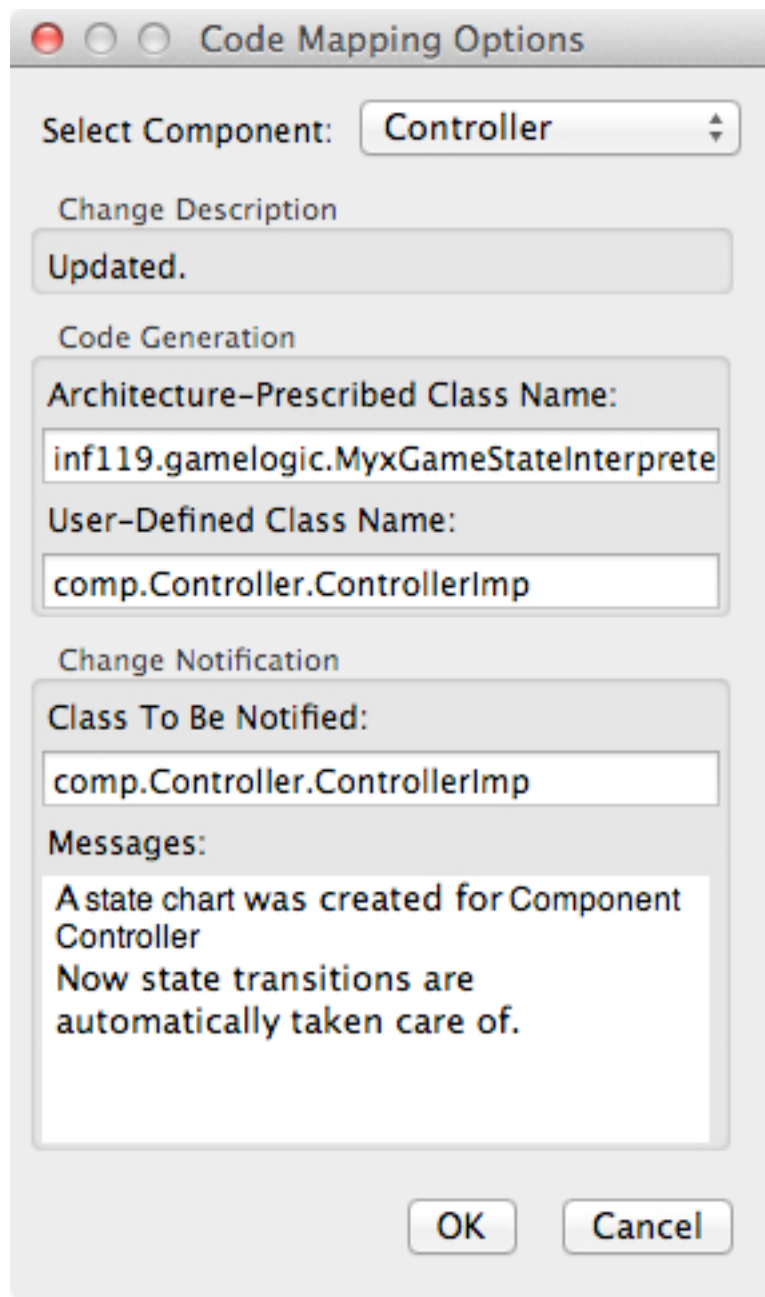 Code Mapping Options
Select Component: Controller
Change Description
Updated.
Code Generation
Architecture-Prescribed Class Name:
inf119.gamelogic.MyxGameStateInterprete
User-Defined Class Name:
comp.Controller.ControllerImp
Change Notification
Class To Be Notified:
comp.Controller.ControllerImp
Messages:
A state chart was created for Component
Controller
Now state transitions are
automatically taken care of.
OK Cancel